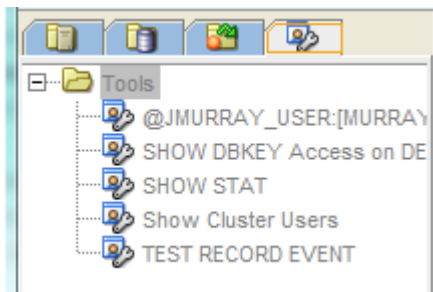 Tools
@JMURRAY_USER:[MURRAY
SHOW DBKEY Access on DE
SHOW STAT
Show Cluster Users
TEST RECORD EVENT